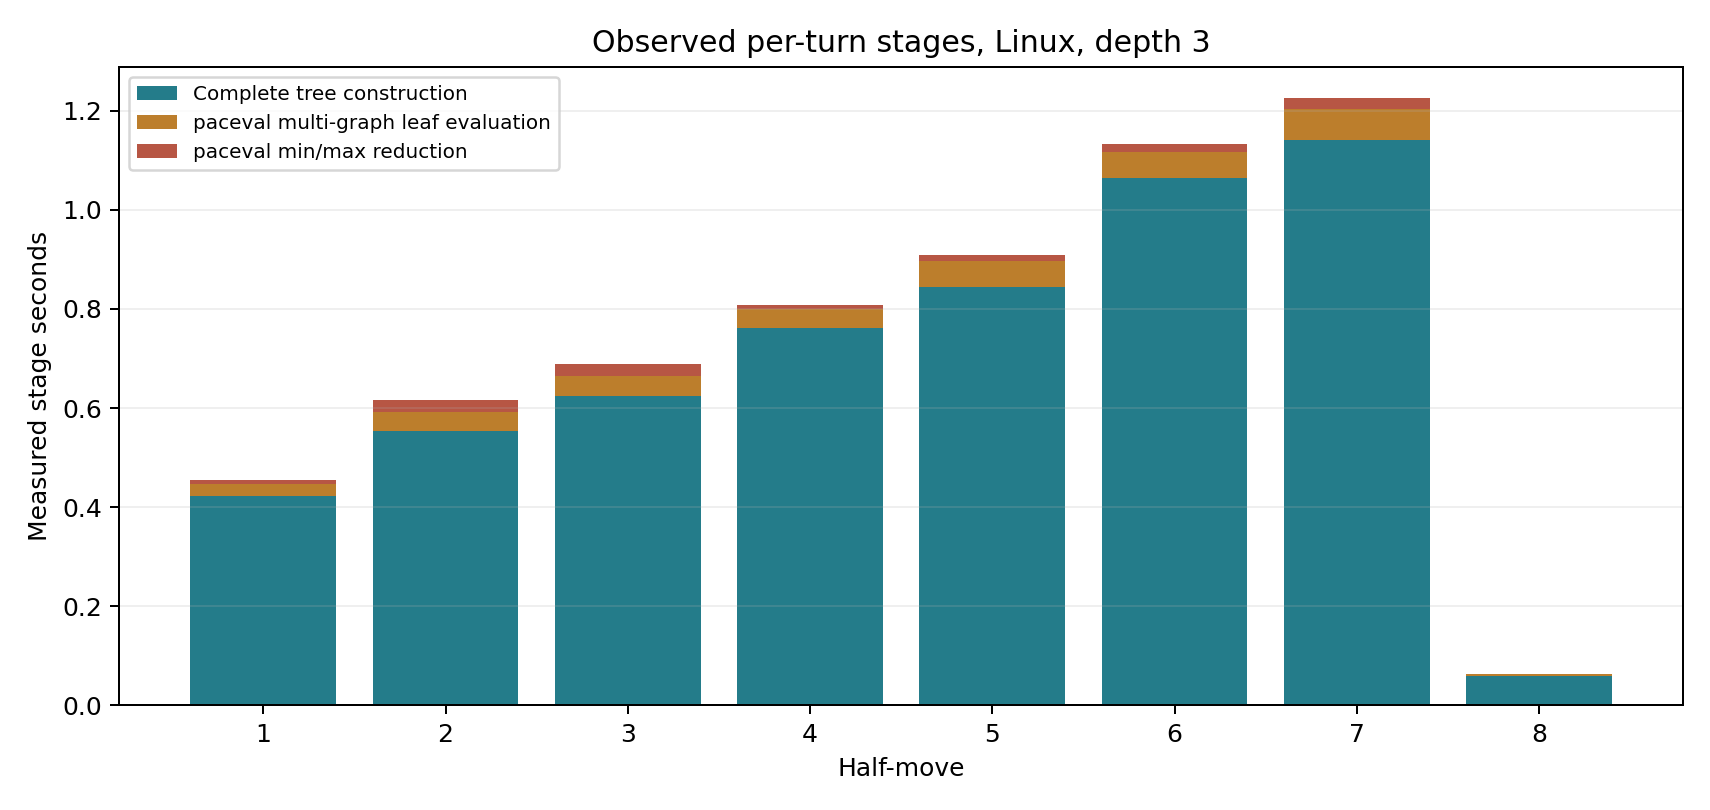 Observed per-turn stages, Linux, depth 3
Complete tree construction
paceval multi-graph leaf evaluation
paceval min/max reduction
Measured stage seconds
1.2
1.0
0.8
0.6
0.4
0.2
0.0
1 2 3 4 5 6 7 8
Half-move